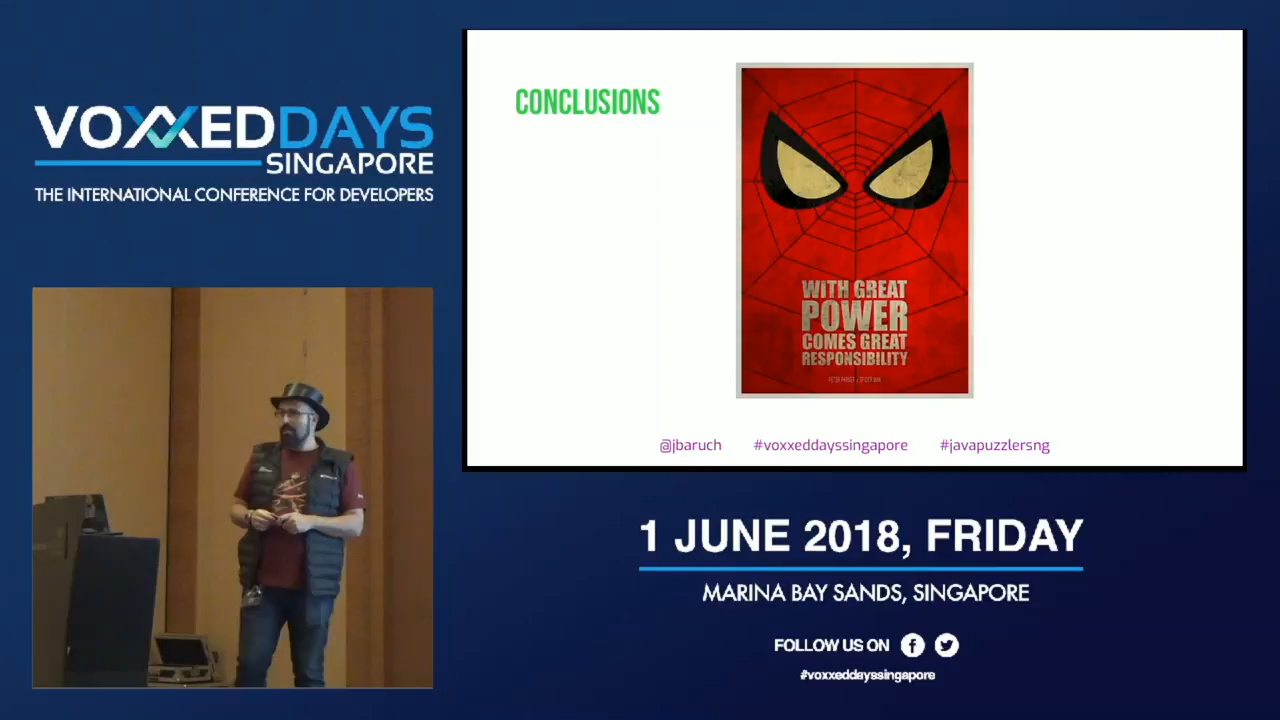 VOXXEDDAYS
SINGAPORE
THE INTERNATIONAL CONFERENCE FOR DEVELOPERS
CONCLUSIONS
WITH GREAT
POWER
COMES GREAT
RESPONSIBILITY
@jbaruch #voxxeddayssingapore #javapuzzlersng
1 JUNE 2018, FRIDAY
MARINA BAY SANDS, SINGAPORE
FOLLOW US ON
#voxxeddayssingapore